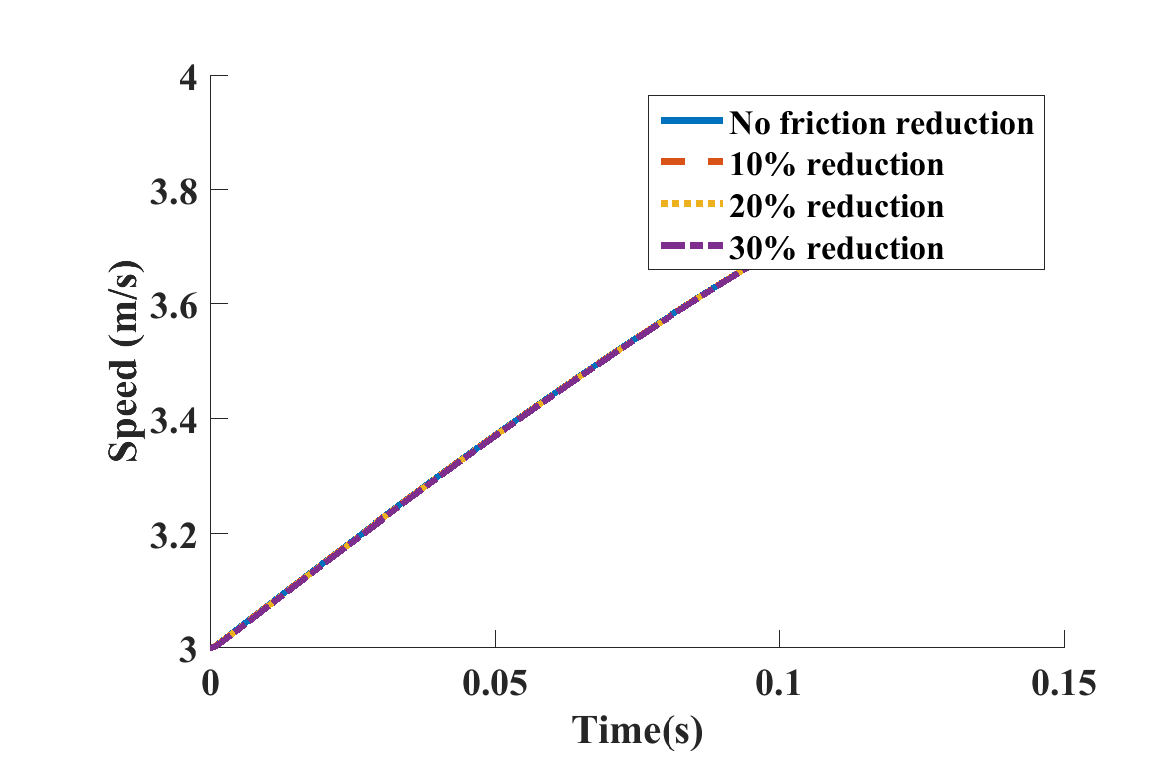 4
3.8
3.6
3.4
3.2
3
Speed (m/s)
No friction reduction
10% reduction
20% reduction
30% reduction
0
0.05
0.1
0.15
Time(s)